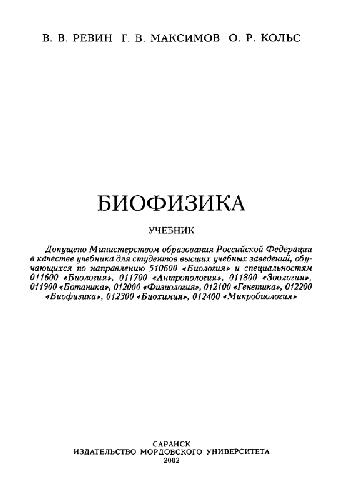 В. В. РЕВИН Г. В. МАКСИМОВ О. Р. КОЛЬС
БИОФИЗИКА
УЧЕБНИК
Допущено Министерством образования Российской Федерации
в качестве учебника для студентов высших учебных заведений, обу-
чающихся по направлению 510600 «Биология» и специальностям
011600 «Биология», 011700 «Антропология», 011800 «Зоология»,
011900 «Ботаника», 012000 «Физиология», 012100 «Генетика», 012200
«Биофизика», 012300 «Биохимия», 012400 «Микробиология»
САРАНСК
ИЗДАТЕЛЬСТВО МОРДОВСКОГО УНИВЕРСИТЕТА
2002